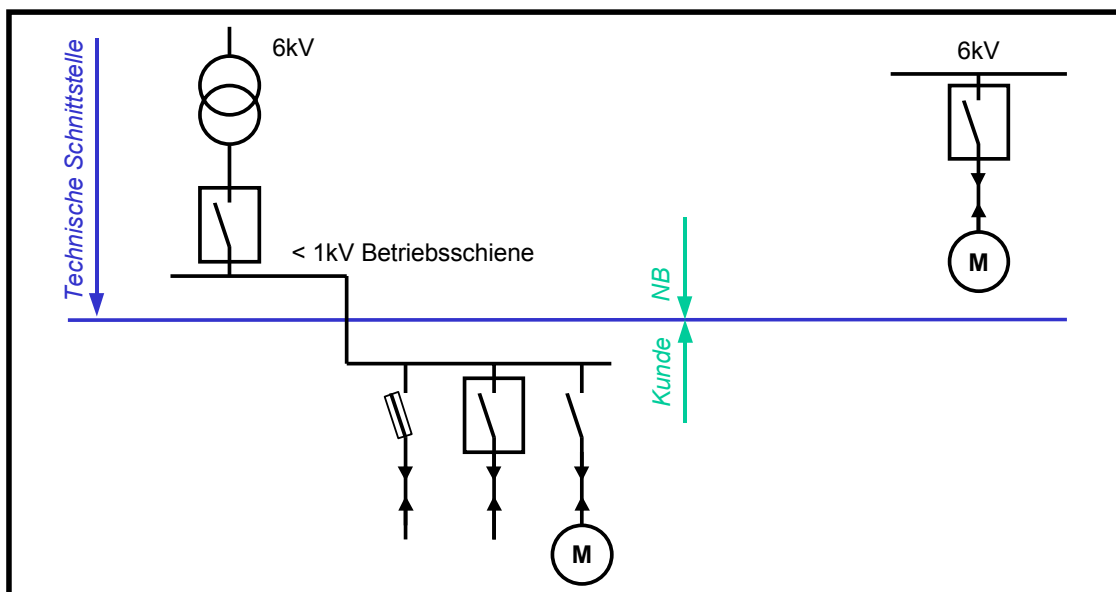 Technische Schnittstelle
6kV
6kV
< 1kV Betriebsschiene
NB
Kunde
M
M